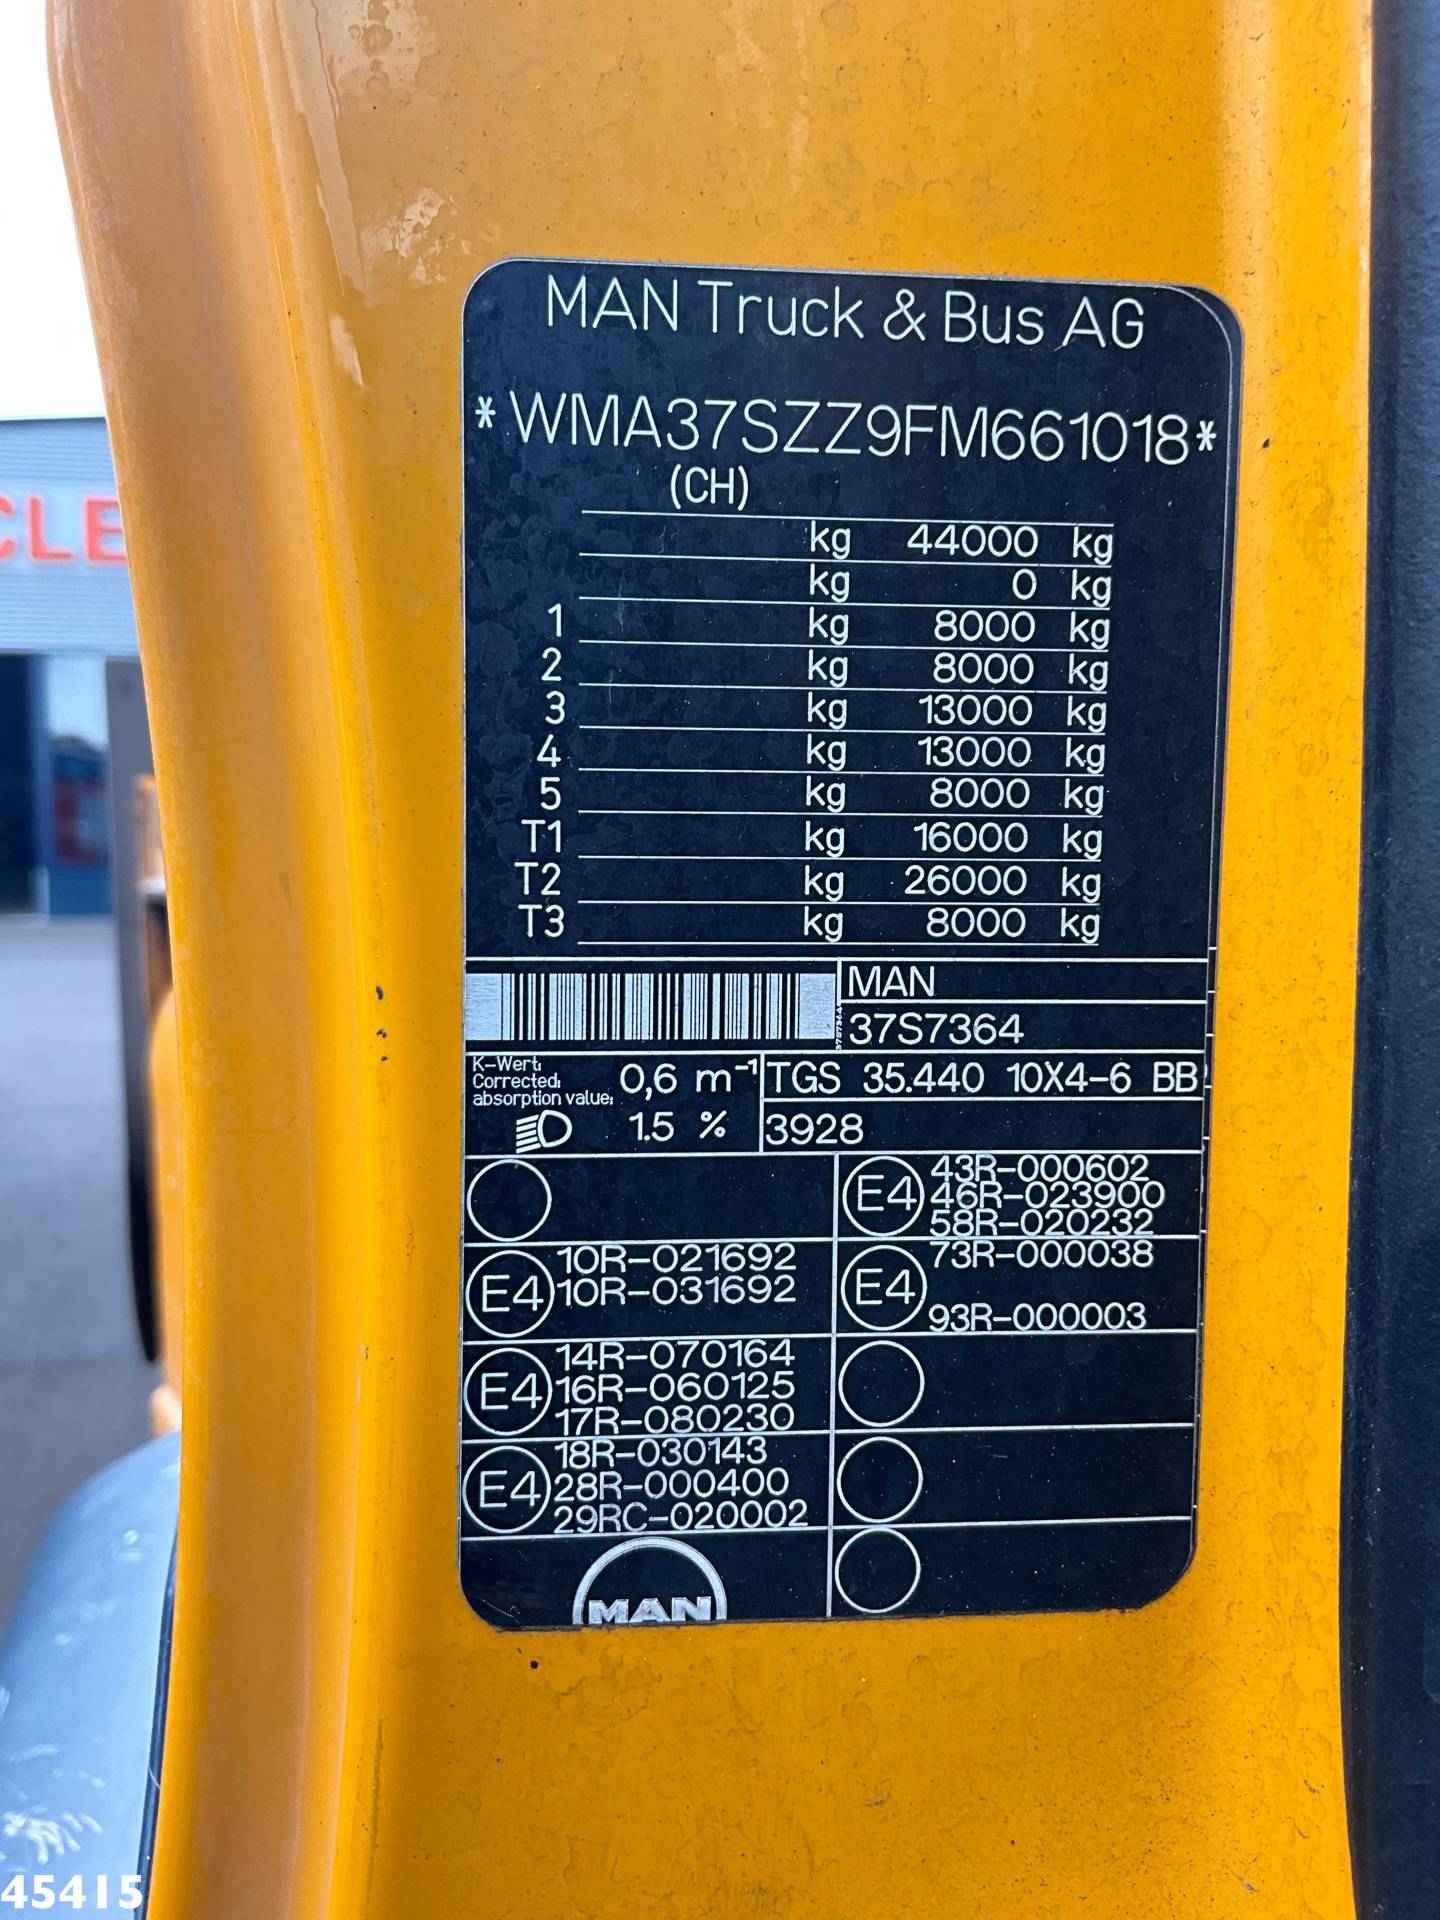 MAN Truck & Bus AG
*WMA37SZZ9FM661018*
(CH)
kg 44000 kg
kg 0 kg
1 kg 8000 kg
2 kg 8000 kg
3 kg 13000 kg
4 kg 13000 kg
5 kg 8000 kg
T1 kg 16000 kg
T2 kg 26000 kg
T3 kg 8000 kg
MAN
37S7364
K-Wert:
Corrected:
absorption value:
0,6 m-1
TGS 35.440 10X4-6 BB
1.5 %
3928
E4
43R-000602
46R-023900
58R-020232
E4
10R-021692
10R-031692
E4
73R-000038
93R-000003
E4
14R-070164
16R-060125
17R-080230
E4
18R-030143
28R-000400
29RC-020002
MAN
CLE
45415